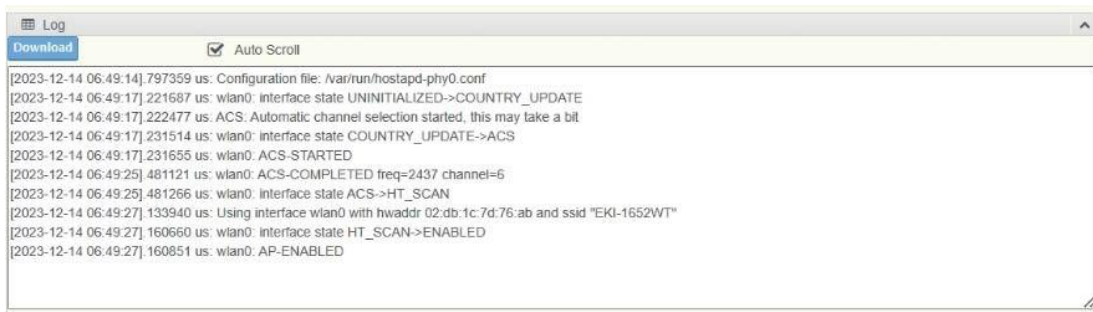 Log
Download
Auto Scroll
[2023-12-14 06:49:14].797359 us: Configuration file: /var/run/hostapd-phy0.conf
[2023-12-14 06:49:17].221687 us: wlan0: interface state UNINITIALIZED->COUNTRY_UPDATE
[2023-12-14 06:49:17].222477 us: ACS: Automatic channel selection started, this may take a bit
[2023-12-14 06:49:17].231514 us: wlan0: interface state COUNTRY_UPDATE->ACS
[2023-12-14 06:49:17].231655 us: wlan0: ACS-STARTED
[2023-12-14 06:49:25].481121 us: wlan0: ACS-COMPLETED freq=2437 channel=6
[2023-12-14 06:49:25].481266 us: wlan0: interface state ACS->HT_SCAN
[2023-12-14 06:49:27].133940 us: Using interface wlan0 with hwaddr 02:db:1c:7d:76:ab and ssid "EKI-1652WT"
[2023-12-14 06:49:27].160660 us: wlan0: interface state HT_SCAN->ENABLED
[2023-12-14 06:49:27].160851 us: wlan0: AP-ENABLED